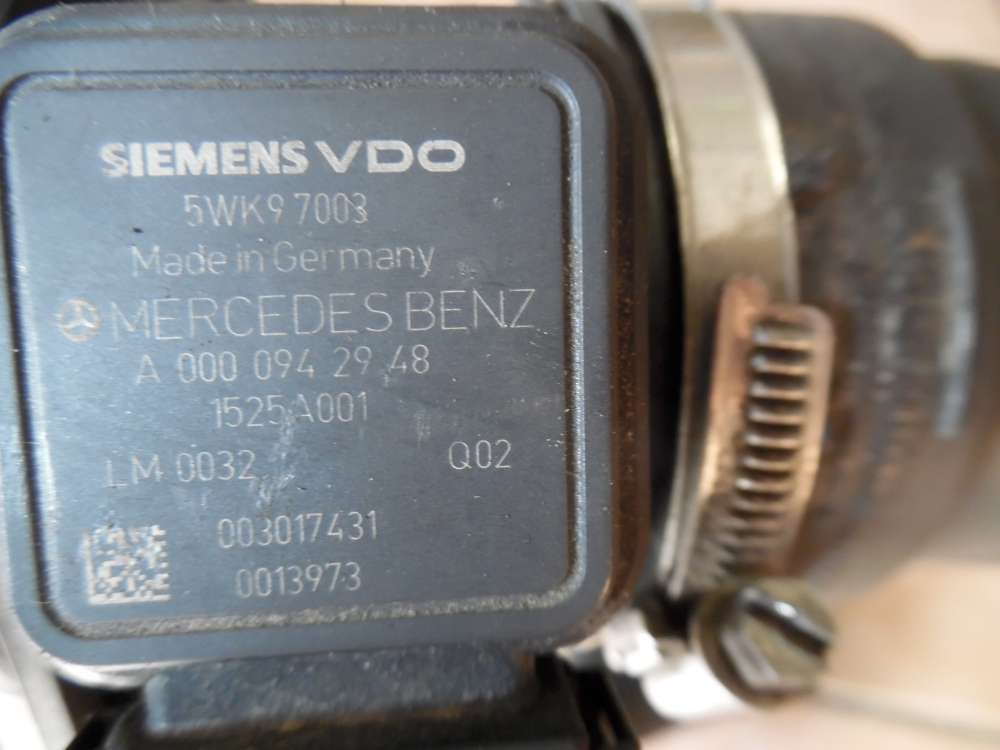 SIEMENS VDO
5WK9 7003
Made in Germany
MERCEDES BENZ
A 000 094 29 48
1525A001
LM 0032 Q02
003017431
0013973